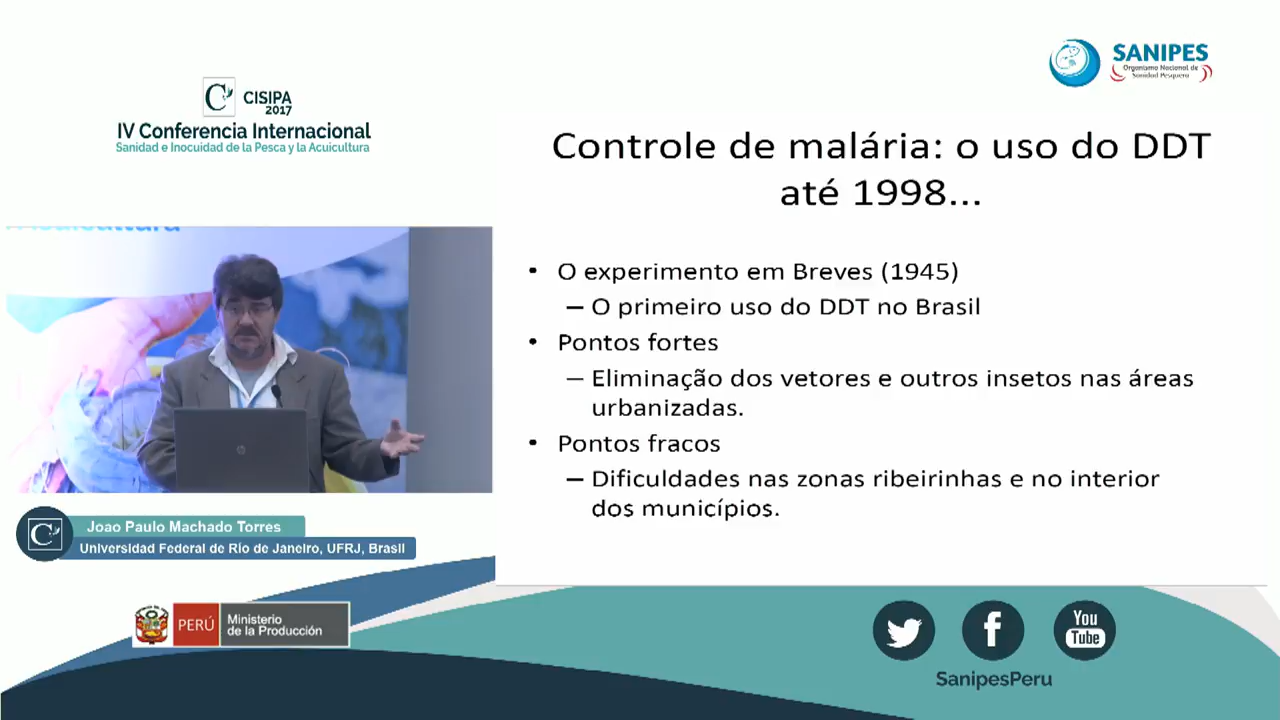 SANIPES
Organismo Nacional de
Sanidad Pesquera
CISIPA
2017
IV Conferencia Internacional
Sanidad e Inocuidad de la Pesca y la Acuicultura
Controle de malária: o uso do DDT
até 1998...
• O experimento em Breves (1945)
– O primeiro uso do DDT no Brasil
• Pontos fortes
– Eliminação dos vetores e outros insetos nas áreas
urbanizadas.
• Pontos fracos
– Dificuldades nas zonas ribeirinhas e no interior
dos municípios.
hp
Joao Paulo Machado Torres
Universidad Federal de Río de Janeiro, UFRJ, Brasil
PERÚ
Ministerio
de la Producción
You
Tube
SanipesPeru